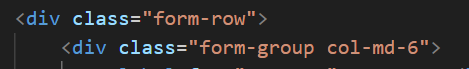 <div class="form-row">
<div class="form-group col-md-6">